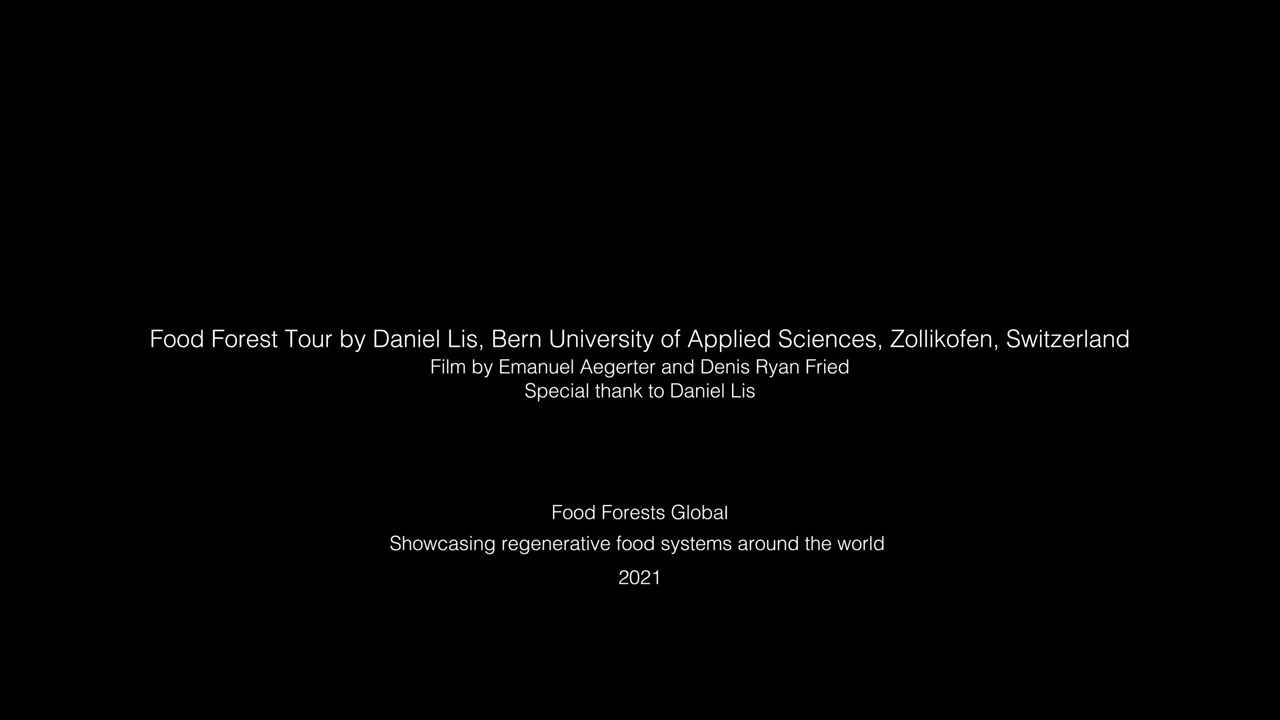 Food Forest Tour by Daniel Lis, Bern University of Applied Sciences, Zollikofen, Switzerland
Film by Emanuel Aegerter and Denis Ryan Fried
Special thank to Daniel Lis
Food Forests Global
Showcasing regenerative food systems around the world
2021